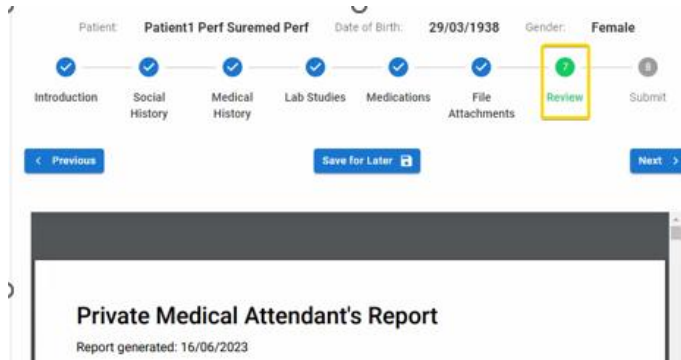 Patient: Patient1 Perf Suremed Perf Date of Birth: 29/03/1938 Gender: Female
7 8
Introduction Social History Medical History Lab Studies Medications File Attachments Review Submit
< Previous Save for Later Next >
Private Medical Attendant's Report
Report generated: 16/06/2023